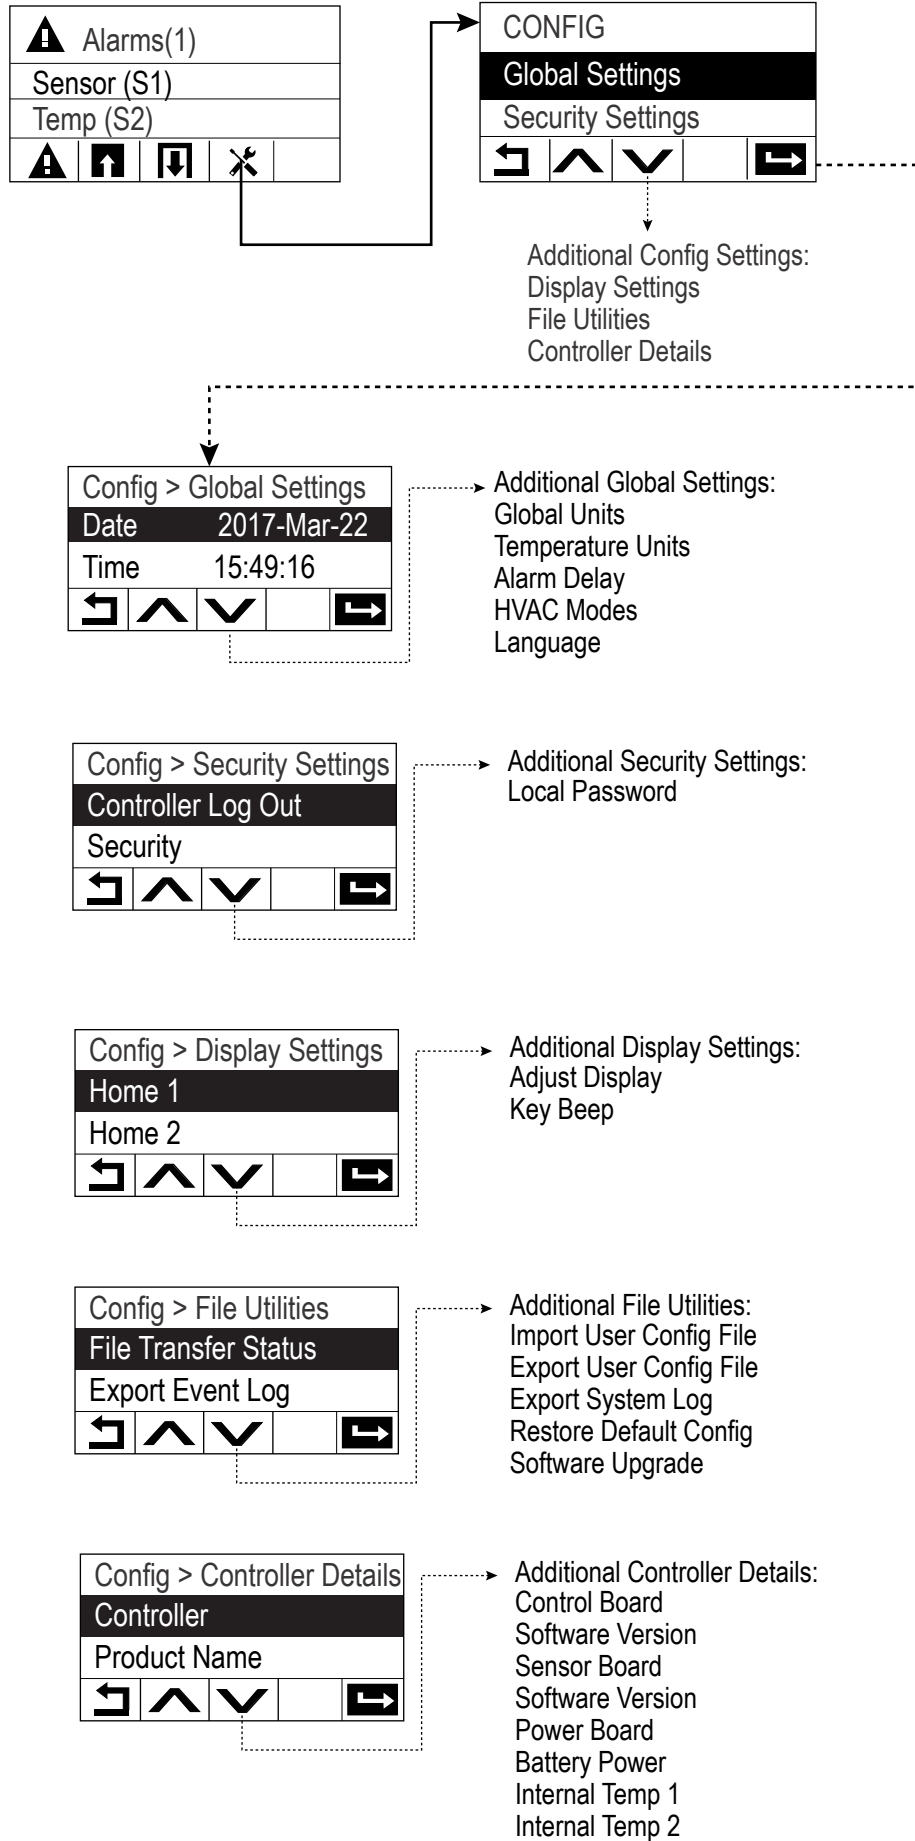 Alarms(1)
Sensor (S1)
Temp (S2)
CONFIG
Global Settings
Security Settings
Additional Config Settings:
Display Settings
File Utilities
Controller Details
Config > Global Settings
Date 2017-Mar-22
Time 15:49:16
Additional Global Settings:
Global Units
Temperature Units
Alarm Delay
HVAC Modes
Language
Config > Security Settings
Controller Log Out
Security
Additional Security Settings:
Local Password
Config > Display Settings
Home 1
Home 2
Additional Display Settings:
Adjust Display
Key Beep
Config > File Utilities
File Transfer Status
Export Event Log
Additional File Utilities:
Import User Config File
Export User Config File
Export System Log
Restore Default Config
Software Upgrade
Config > Controller Details
Controller
Product Name
Additional Controller Details:
Control Board
Software Version
Sensor Board
Software Version
Power Board
Battery Power
Internal Temp 1
Internal Temp 2